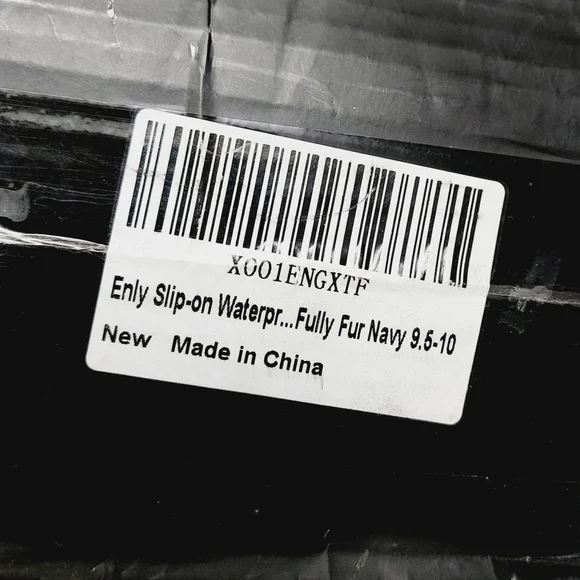 X001ENGXTF
Enly Slip-on Waterpr...Fully Fur Navy 9.5-10
New Made in China